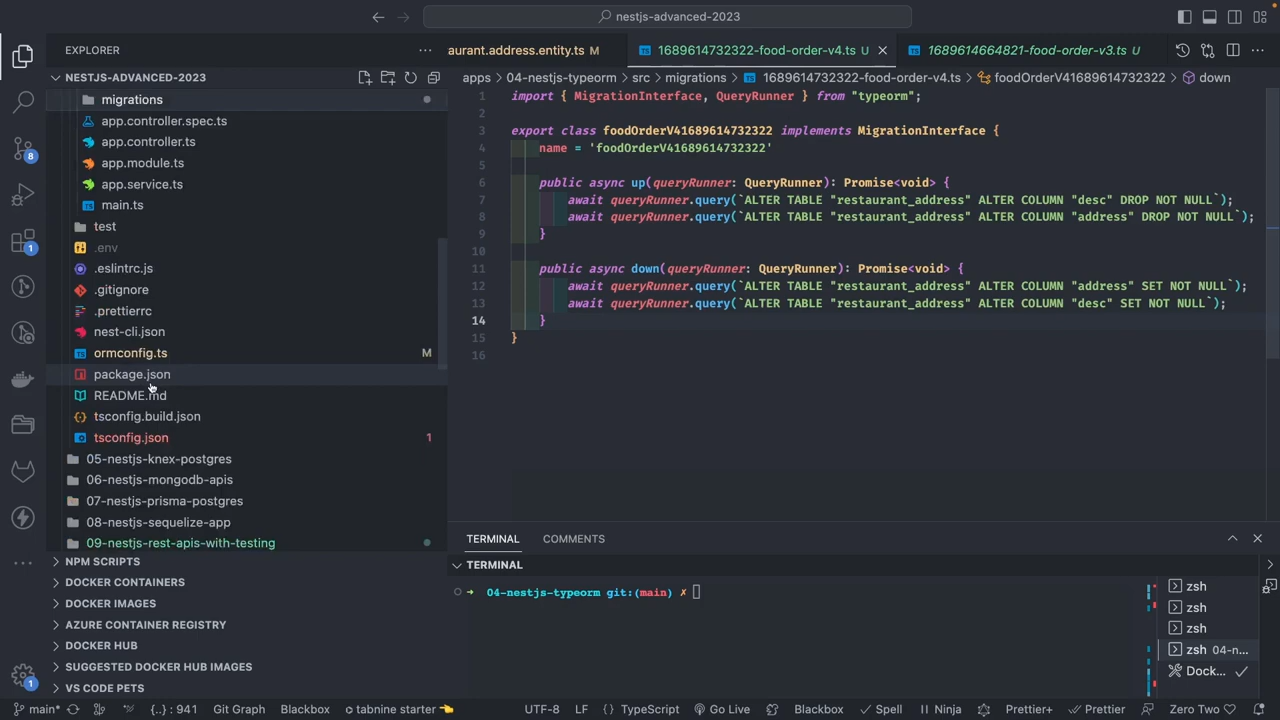 nestjs-advanced-2023
EXPLORER
NESTJS-ADVANCED-2023
migrations
app.controller.spec.ts
app.controller.ts
app.module.ts
app.service.ts
main.ts
test
.env
.eslintrc.js
.gitignore
.prettierrc
nest-cli.json
ormconfig.ts M
package.json
README.md
tsconfig.build.json
tsconfig.json 1
05-nestjs-knex-postgres
06-nestjs-mongodb-apis
07-nestjs-prisma-postgres
08-nestjs-sequelize-app
09-nestjs-rest-apis-with-testing
NPM SCRIPTS
DOCKER CONTAINERS
DOCKER IMAGES
AZURE CONTAINER REGISTRY
DOCKER HUB
SUGGESTED DOCKER HUB IMAGES
VS CODE PETS
8
1
1
aurant.address.entity.ts M
TS 1689614732322-food-order-v4.ts U
TS 1689614664821-food-order-v3.ts U
apps > 04-nestjs-typeorm > src > migrations > TS 1689614732322-food-order-v4.ts > foodOrderV41689614732322 > down
1 import { MigrationInterface, QueryRunner } from "typeorm";
2
3 export class foodOrderV41689614732322 implements MigrationInterface {
4 name = 'foodOrderV41689614732322'
5
6 public async up(queryRunner: QueryRunner): Promise<void> {
7 await queryRunner.query(`ALTER TABLE "restaurant_address" ALTER COLUMN "desc" DROP NOT NULL`);
8 await queryRunner.query(`ALTER TABLE "restaurant_address" ALTER COLUMN "address" DROP NOT NULL`);
9 }
10
11 public async down(queryRunner: QueryRunner): Promise<void> {
12 await queryRunner.query(`ALTER TABLE "restaurant_address" ALTER COLUMN "address" SET NOT NULL`);
13 await queryRunner.query(`ALTER TABLE "restaurant_address" ALTER COLUMN "desc" SET NOT NULL`);
14 }
15 }
16
TERMINAL COMMENTS
TERMINAL
04-nestjs-typeorm git:(main) ✗
zsh
zsh
zsh
zsh 04-n...
Dock... ✓
main* {..} : 941 Git Graph Blackbox tabnine starter 👈 UTF-8 LF {} TypeScript Go Live Blackbox Spell Ninja Prettier+ Prettier Zero Two